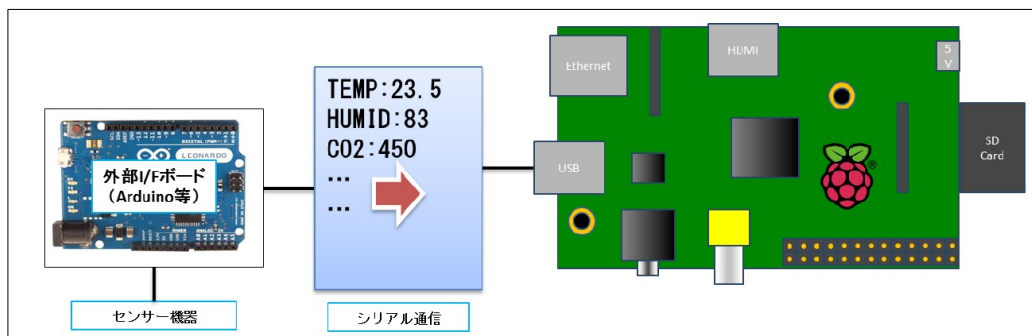 LEONARDO
外部I/Fボード
（Arduino等）
センサー機器
TEMP:23.5
HUMID:83
CO2:450
...
...
シリアル通信
Ethernet
HDMI
5
V
USB
SD
Card
®